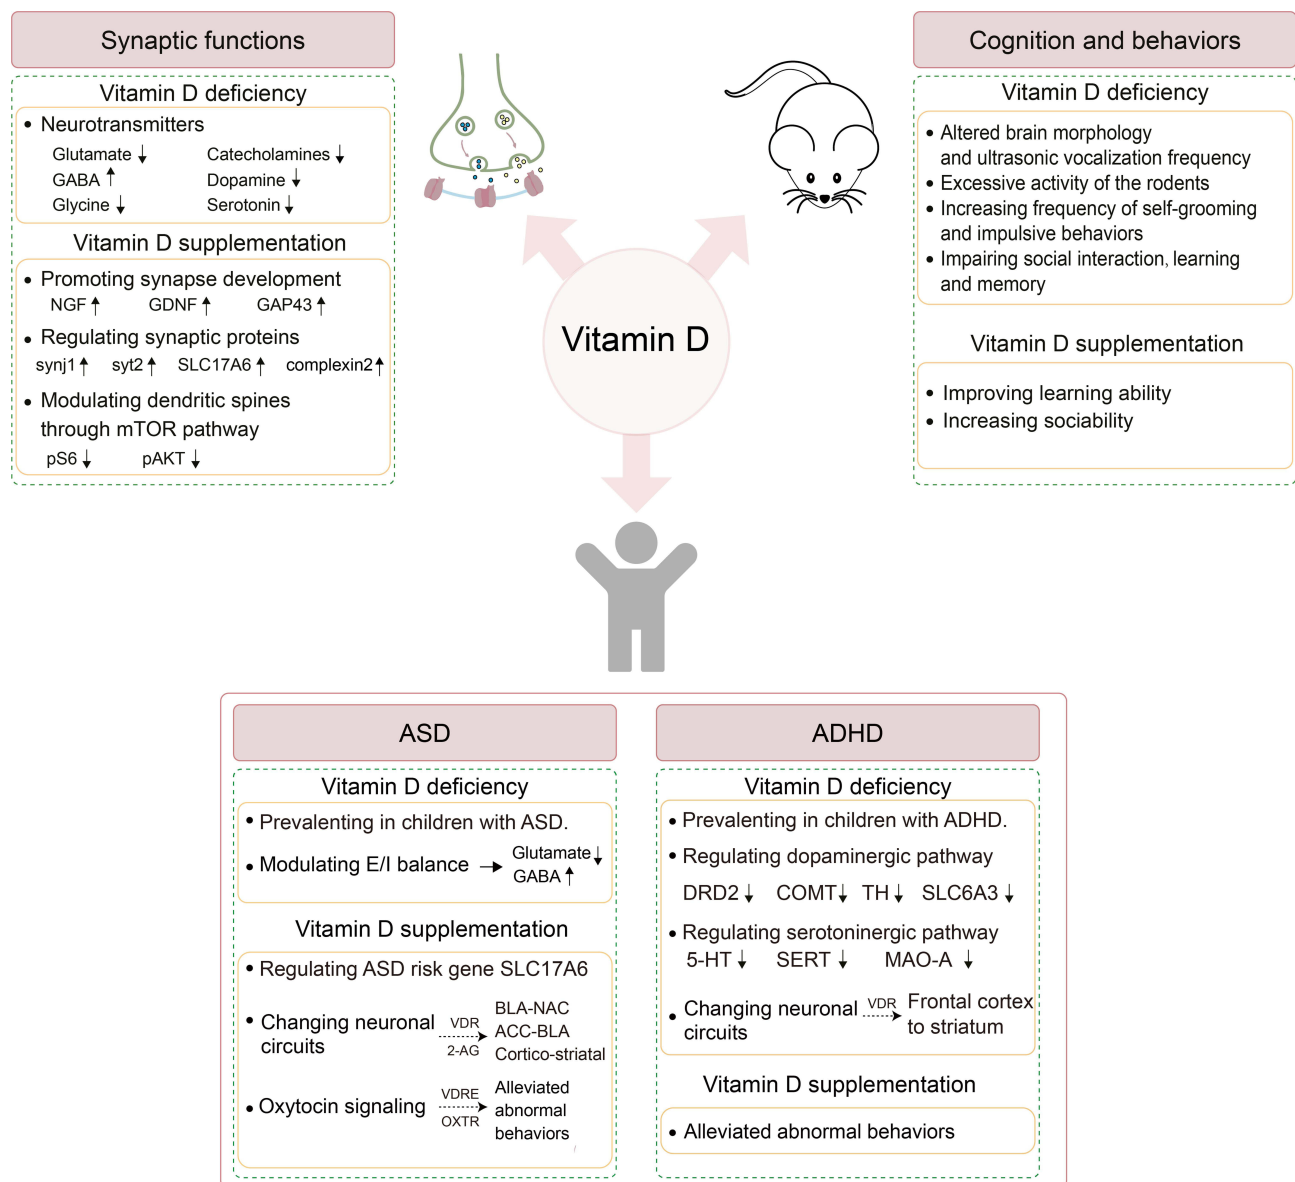 Synaptic functions
Vitamin D deficiency
• Neurotransmitters
Glutamate ↓ Catecholamines ↓
GABA ↑ Dopamine ↓
Glycine ↓ Serotonin ↓
Vitamin D supplementation
• Promoting synapse development
NGF ↑ GDNF ↑ GAP43 ↑
• Regulating synaptic proteins
synj1 ↑ syt2 ↑ SLC17A6 ↑ complexin2 ↑
• Modulating dendritic spines
through mTOR pathway
pS6 ↓ pAKT ↓
Vitamin D
Cognition and behaviors
Vitamin D deficiency
• Altered brain morphology
and ultrasonic vocalization frequency
• Excessive activity of the rodents
• Increasing frequency of self-grooming
and impulsive behaviors
• Impairing social interaction, learning
and memory
Vitamin D supplementation
• Improving learning ability
• Increasing sociability
ASD
Vitamin D deficiency
• Prevalenting in children with ASD.
• Modulating E/I balance → Glutamate ↓
GABA ↑
Vitamin D supplementation
• Regulating ASD risk gene SLC17A6
• Changing neuronal
circuits
VDR
2-AG
BLA-NAC
ACC-BLA
Cortico-striatal
• Oxytocin signaling
VDRE
OXTR
Alleviated
abnormal
behaviors
ADHD
Vitamin D deficiency
• Prevalenting in children with ADHD.
• Regulating dopaminergic pathway
DRD2 ↓ COMT ↓ TH ↓ SLC6A3 ↓
• Regulating serotoninergic pathway
5-HT ↓ SERT ↓ MAO-A ↓
• Changing neuronal
circuits
VDR
Frontal cortex
to striatum
Vitamin D supplementation
• Alleviated abnormal behaviors